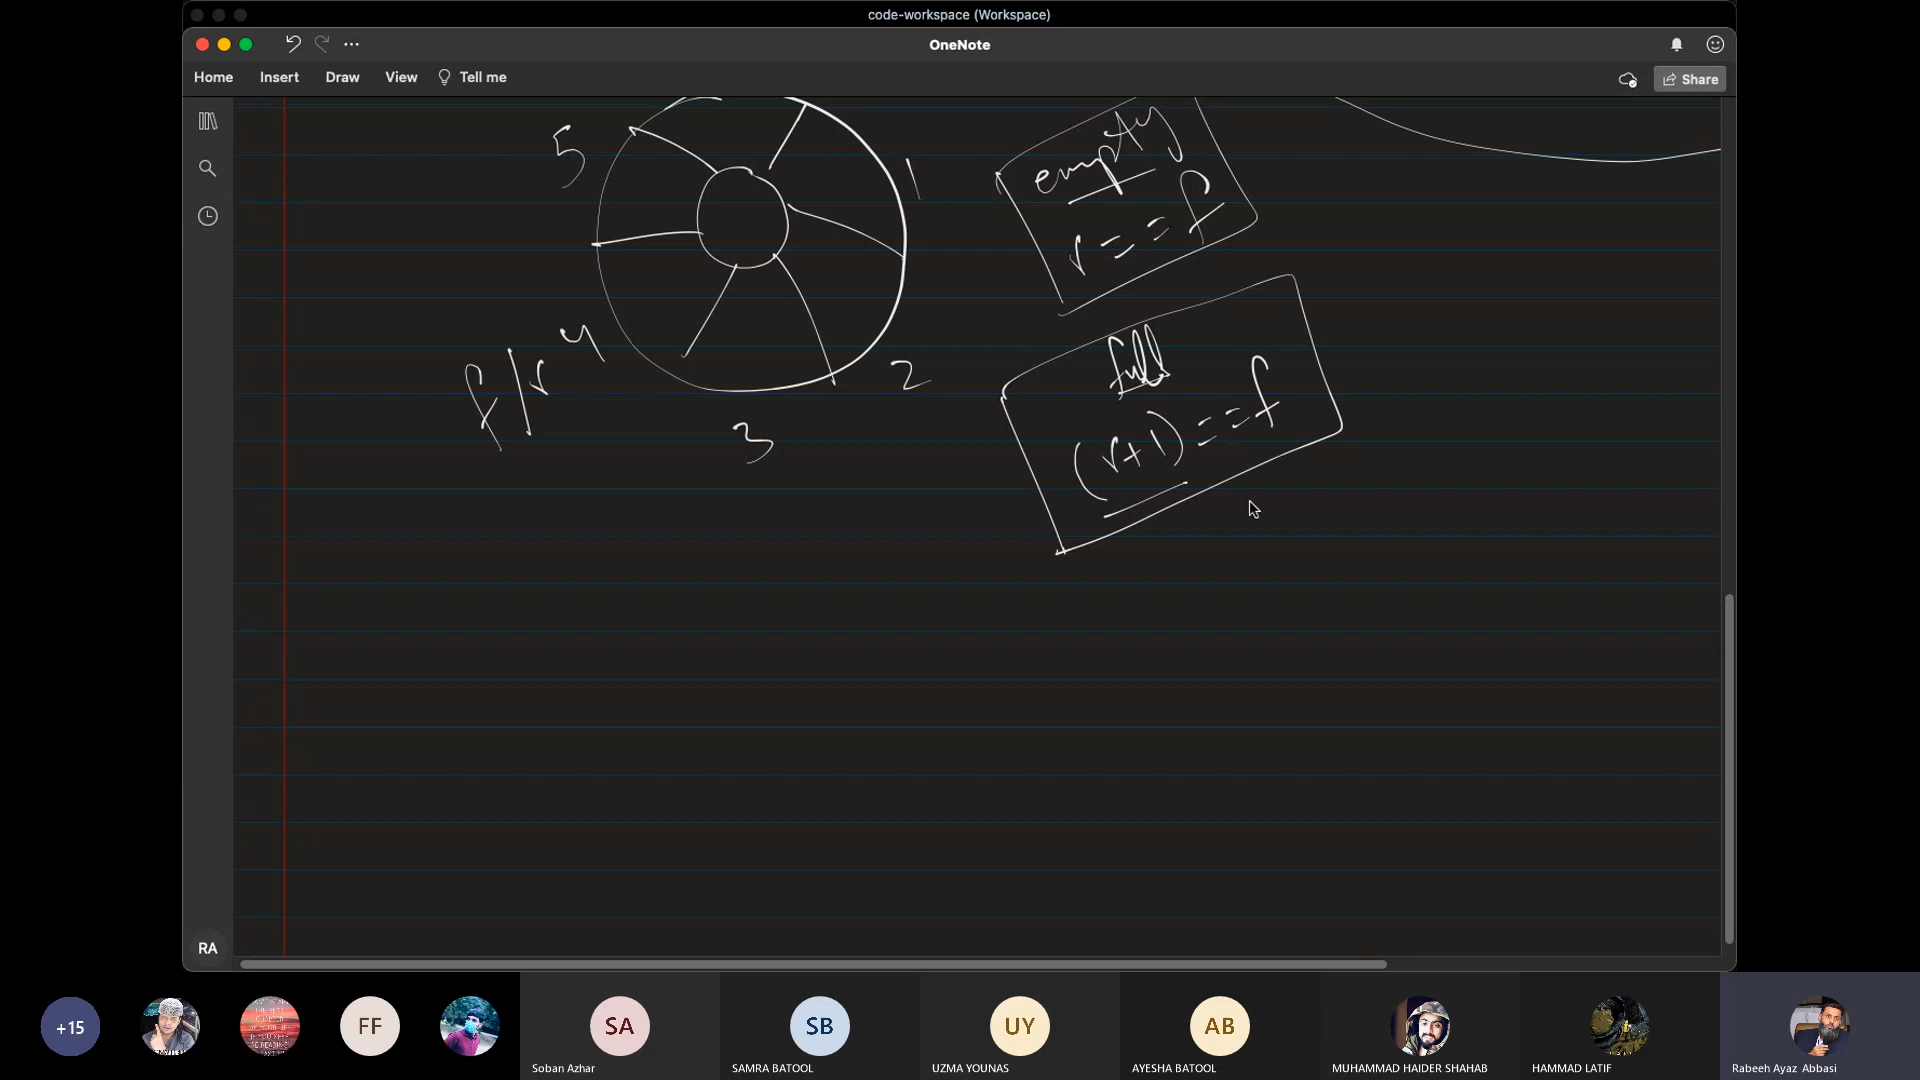 code-workspace (Workspace)
OneNote
Home Insert Draw View Tell me
Share
5
1
empty
r==f
4
f/r
2
3
full
(r+1)==f
RA
+15
FF
SA
SB
UY
AB
Soban Azhar
SAMRA BATOOL
UZMA YOUNAS
AYESHA BATOOL
MUHAMMAD HAIDER SHAHAB
HAMMAD LATIF
Rabeeh Ayaz Abbasi